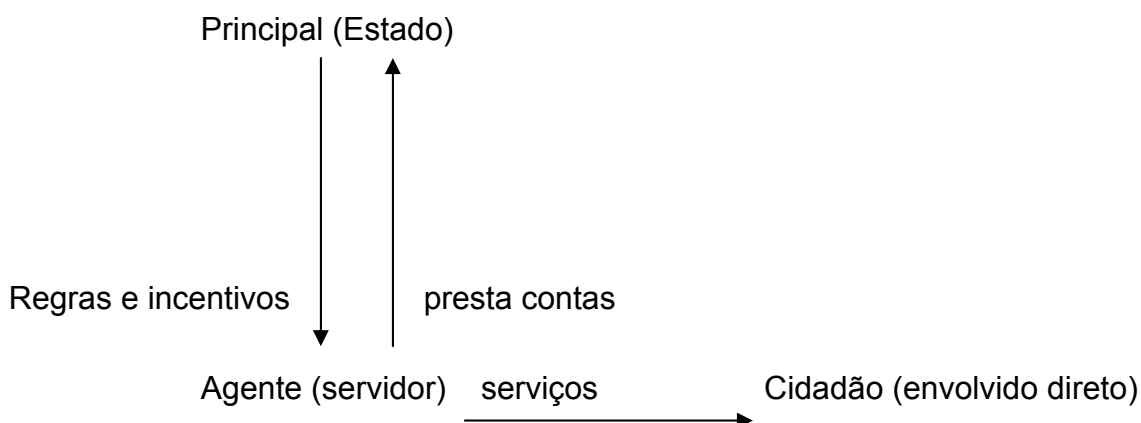 Principal (Estado)
Regras e incentivos presta contas
Agente (servidor) serviços Cidadão (envolvido direto)